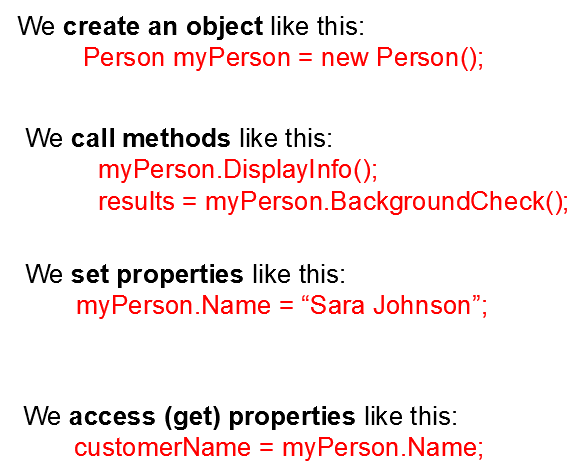 We create an object like this:
Person myPerson = new Person();
We call methods like this:
myPerson.DisplayInfo();
results = myPerson.BackgroundCheck();
We set properties like this:
myPerson.Name = “Sara Johnson”;
We access (get) properties like this:
customerName = myPerson.Name;